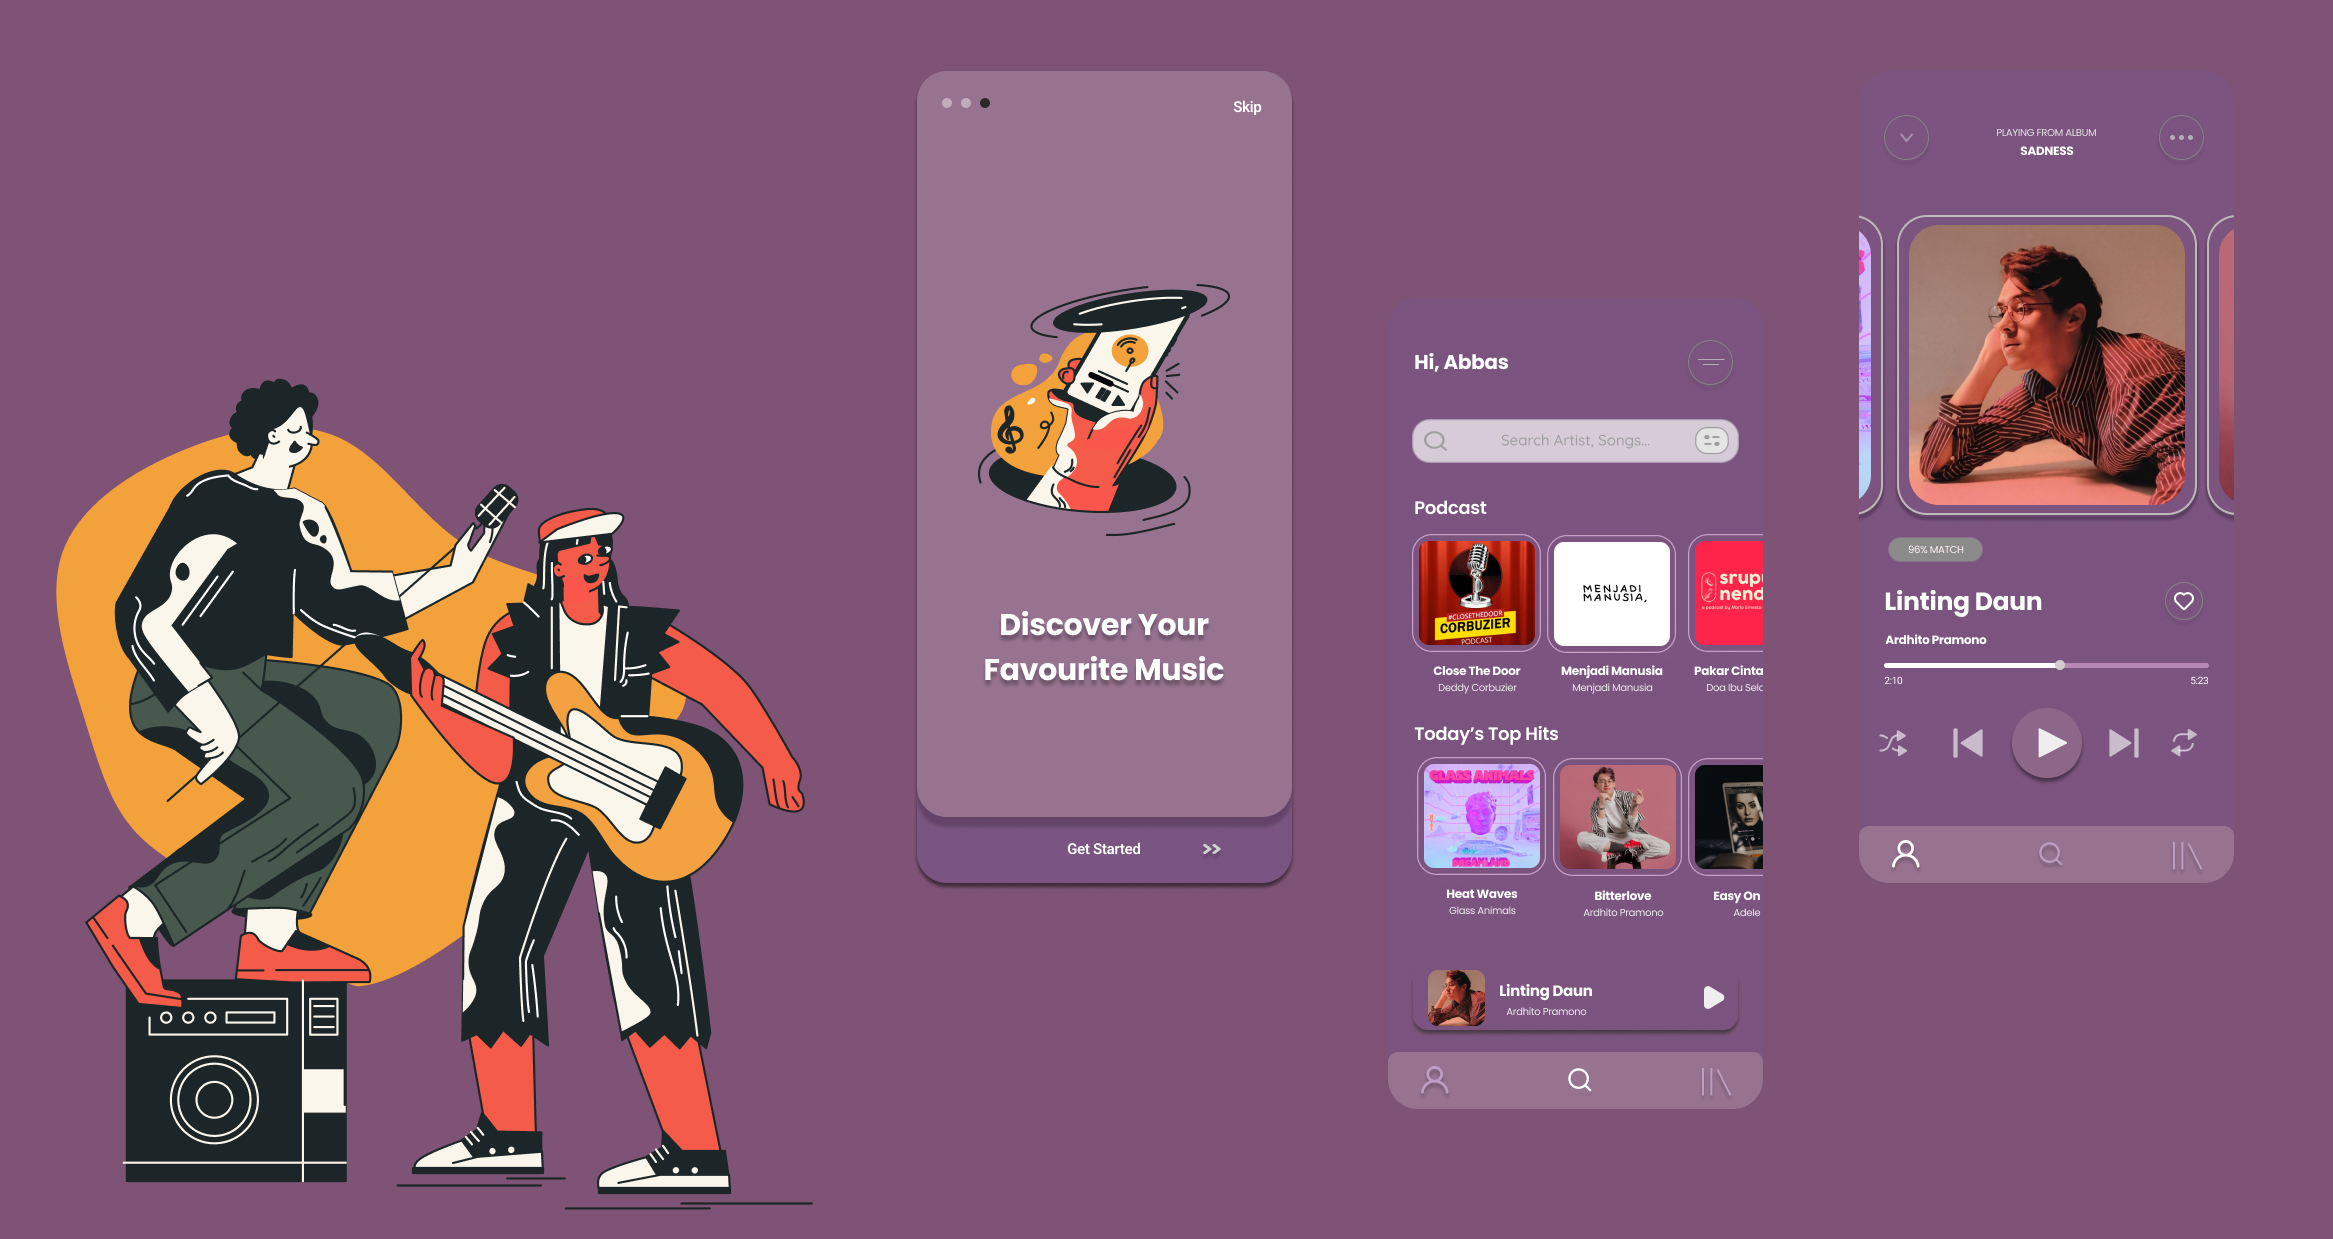 Skip
Discover Your
Favourite Music
Get Started
Hi, Abbas
Search Artist, Songs...
Podcast
#CLOSETHEDOOR
CORBUZIER
PODCAST
MENJADI
MANUSIA,
srupu
nend
Close The Door
Deddy Corbuzier
Menjadi Manusia
Menjadi Manusia
Pakar Cinta
Doa Ibu Sela
Today's Top Hits
GLASS ANIMALS
DREAMLAND
Heat Waves
Glass Animals
Bitterlove
Ardhito Pramono
Easy On
Adele
Linting Daun
Ardhito Pramono
PLAYING FROM ALBUM
SADNESS
96% MATCH
Linting Daun
Ardhito Pramono
2:10
5:23